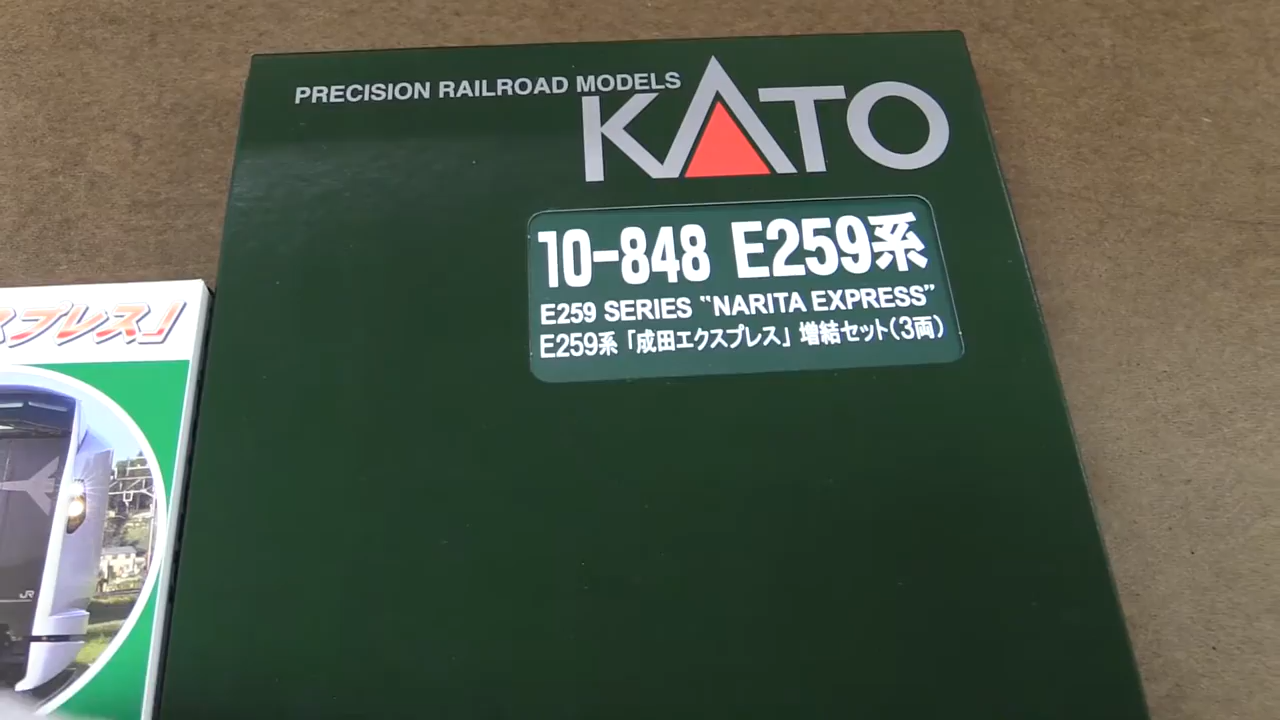 PRECISION RAILROAD MODELS
KATO
10-848 E259系
E259 SERIES “NARITA EXPRESS”
E259系「成田エクスプレス」増結セット(3両)
スプレス」
JR